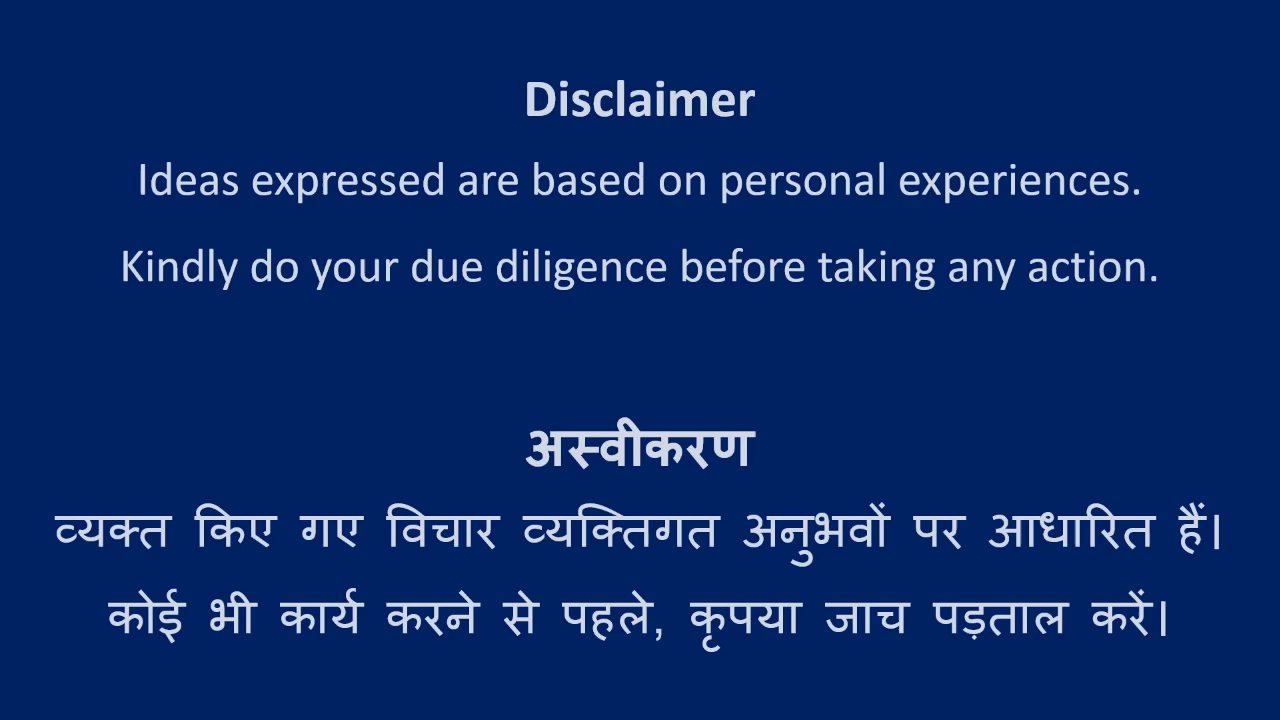 Disclaimer
Ideas expressed are based on personal experiences.
Kindly do your due diligence before taking any action.
अस्वीकरण
व्यक्त किए गए विचार व्यक्तिगत अनुभवों पर आधारित हैं।
कोई भी कार्य करने से पहले, कृपया जाच पड़ताल करें।